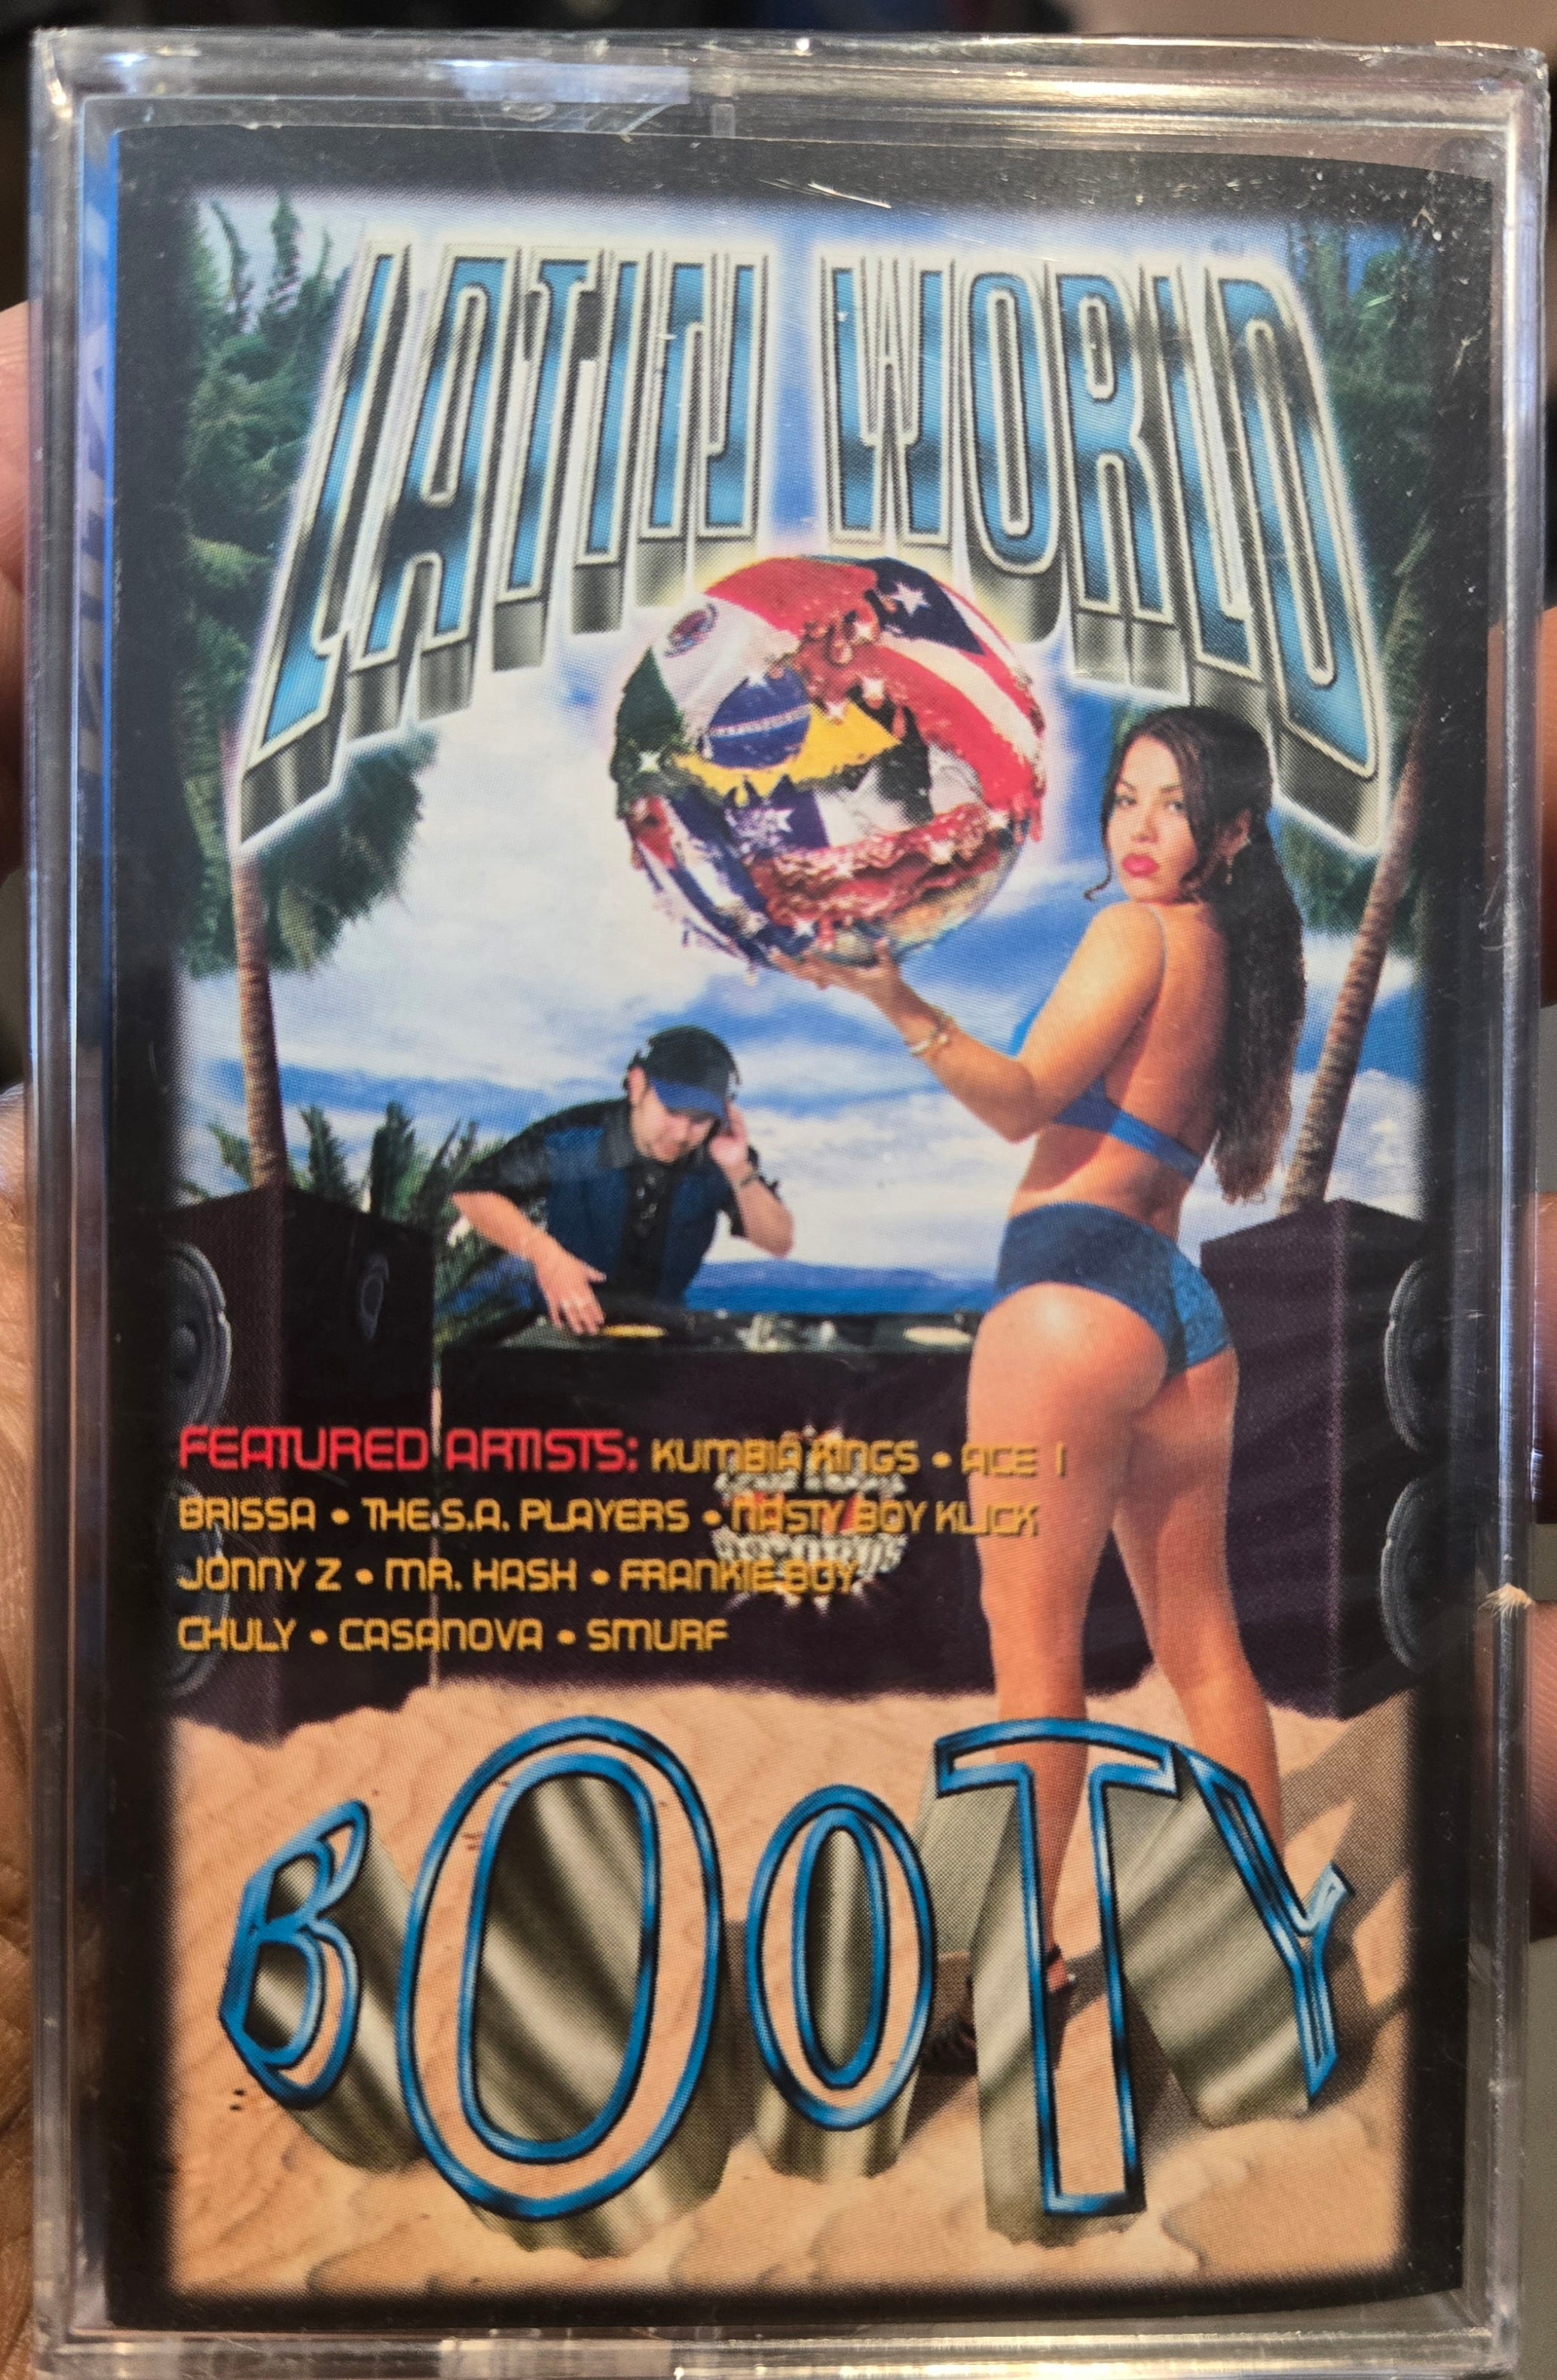 LATIN WORLD
FEATURED ARTISTS: KUMBIA KINGS • ACE I
BRISSA • THE S.A. PLAYERS • NASTY BOY KLICK
JONNY Z • MR. HASH • FRANKIE BOY
CHULY • CASANOVA • SMURF
BOOTY